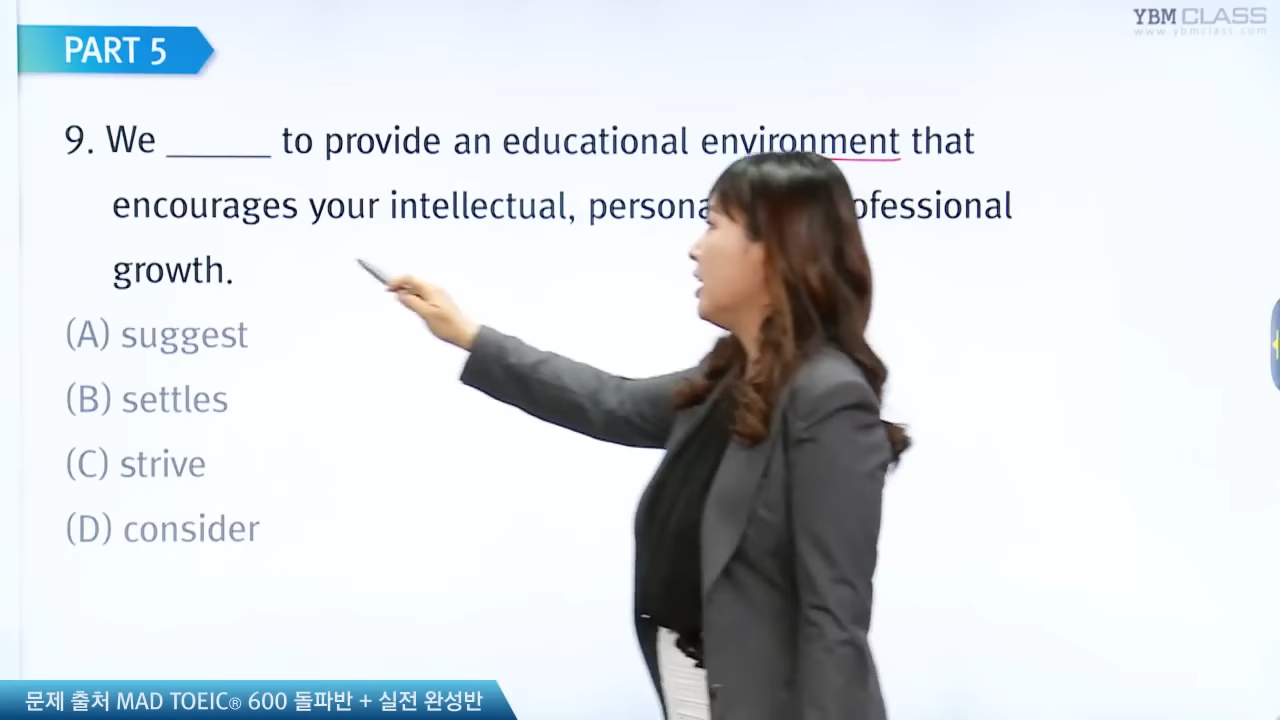 YBM CLASS
www.ybmclass.com
PART 5
9. We ______ to provide an educational environment that
encourages your intellectual, ofessional
growth.
(A) suggest
(B) settles
(C) strive
(D) consider
문제 출처 MAD TOEIC® 600 돌파반 + 실전 완성반